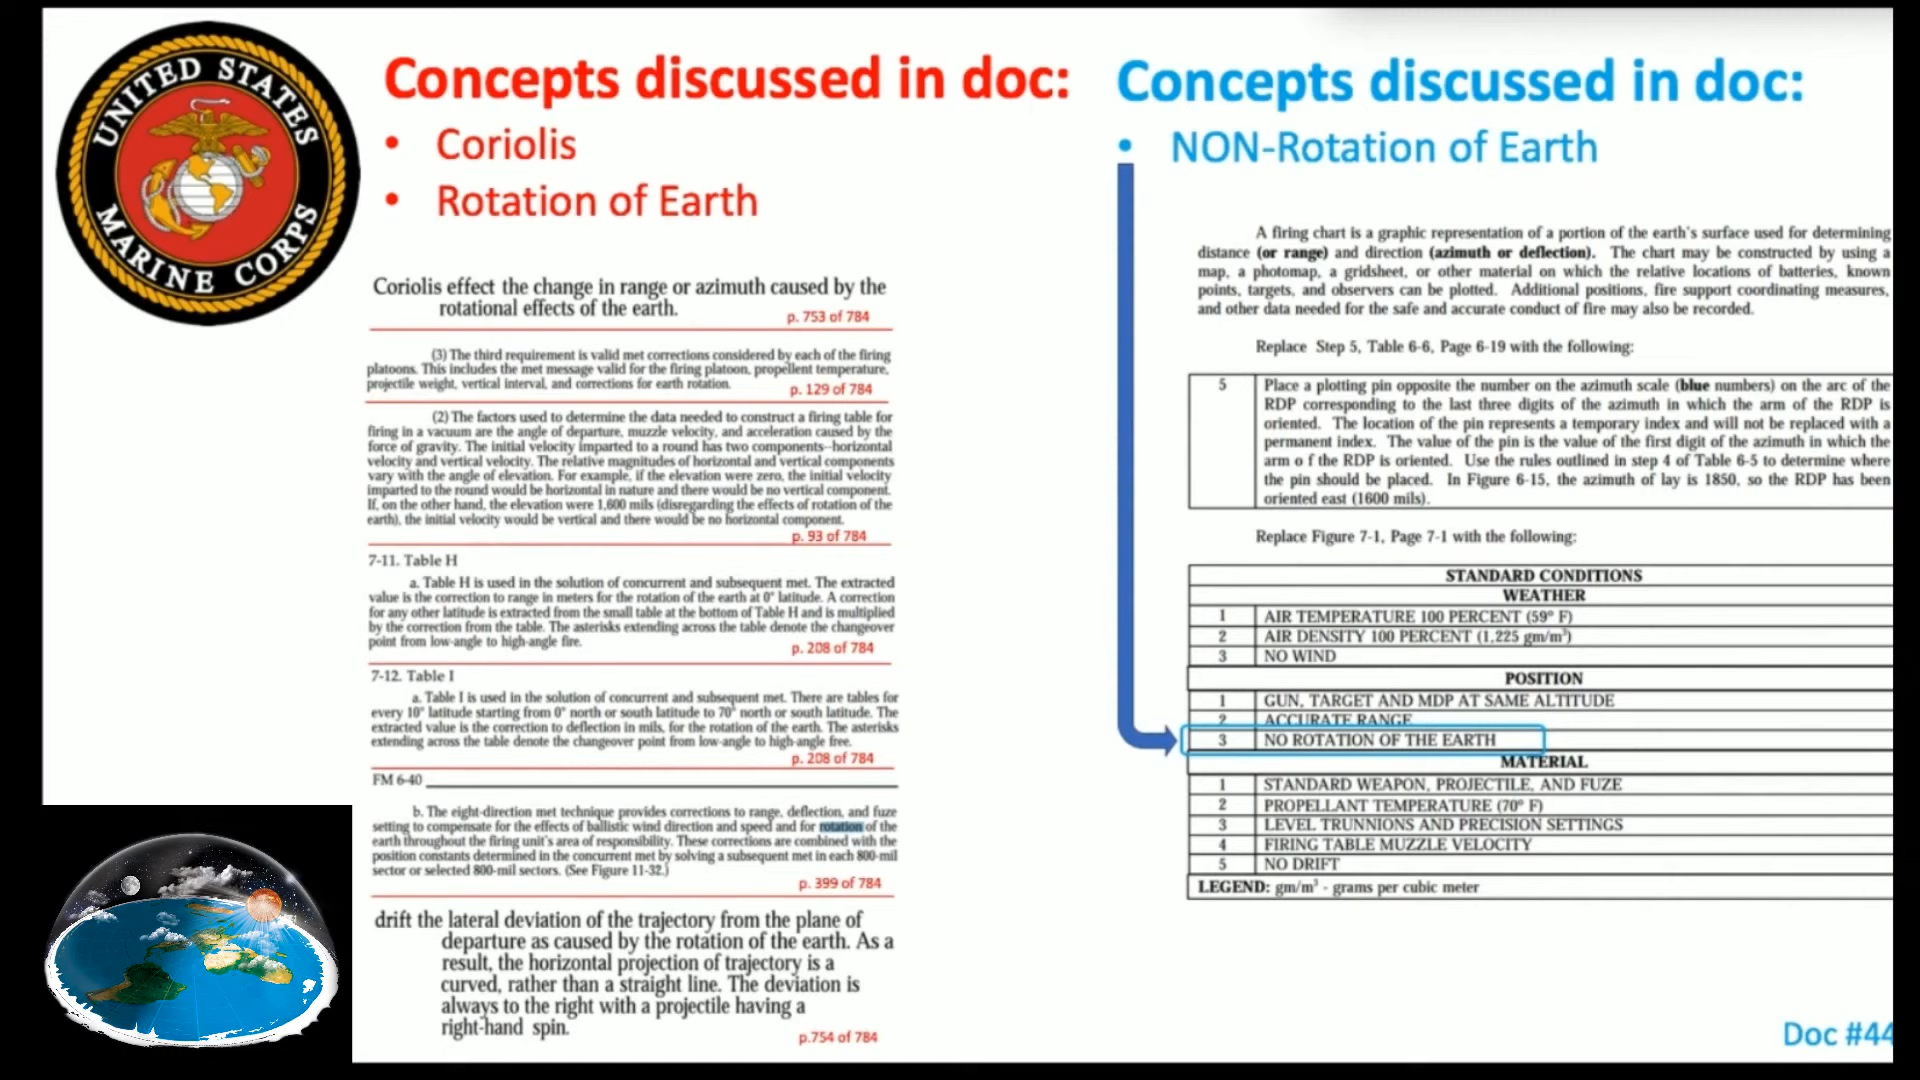 UNITED STATES
MARINE CORPS
Concepts discussed in doc:
• Coriolis
• Rotation of Earth
Coriolis effect the change in range or azimuth caused by the
rotational effects of the earth.
p. 753 of 784
(3) The third requirement is valid met corrections considered by each of the firing
platoons. This includes the met message valid for the firing platoon, propellent temperature,
projectile weight, vertical interval, and corrections for earth rotation.
p. 129 of 784
(2) The factors used to determine the data needed to construct a firing table for
firing in a vacuum are the angle of departure, muzzle velocity, and acceleration caused by the
force of gravity. The initial velocity imparted to a round has two components--horizontal
velocity and vertical velocity. The relative magnitudes of horizontal and vertical components
vary with the angle of elevation. For example, if the elevation were zero, the initial velocity
imparted to the round would be horizontal in nature and there would be no vertical component.
If, on the other hand, the elevation were 1,600 mils (disregarding the effects of rotation of the
earth), the initial velocity would be vertical and there would be no horizontal component.
p. 93 of 784
7-11. Table H
a. Table H is used in the solution of concurrent and subsequent met. The extracted
value is the correction to range in meters for the rotation of the earth at 0° latitude. A correction
for any other latitude is extracted from the small table at the bottom of Table H and is multiplied
by the correction from the table. The asterisks extending across the table denote the changeover
point from low-angle to high-angle fire.
p. 208 of 784
7-12. Table I
a. Table I is used in the solution of concurrent and subsequent met. There are tables for
every 10° latitude starting from 0° north or south latitude to 70° north or south latitude. The
extracted value is the correction to deflection in mils, for the rotation of the earth. The asterisks
extending across the table denote the changeover point from low-angle to high-angle free.
p. 208 of 784
FM 6-40
b. The eight-direction met technique provides corrections to range, deflection, and fuze
setting to compensate for the effects of ballistic wind direction and speed and for rotation of the
earth throughout the firing unit's area of responsibility. These corrections are combined with the
position constants determined in the concurrent met by solving a subsequent met in each 800-mil
sector or selected 800-mil sectors. (See Figure 11-32.)
p. 399 of 784
drift the lateral deviation of the trajectory from the plane of
departure as caused by the rotation of the earth. As a
result, the horizontal projection of trajectory is a
curved, rather than a straight line. The deviation is
always to the right with a projectile having a
right-hand spin.
p.754 of 784
Concepts discussed in doc:
• NON-Rotation of Earth
A firing chart is a graphic representation of a portion of the earth's surface used for determining
distance (or range) and direction (azimuth or deflection). The chart may be constructed by using a
map, a photomap, a gridsheet, or other material on which the relative locations of batteries, known
points, targets, and observers can be plotted. Additional positions, fire support coordinating measures,
and other data needed for the safe and accurate conduct of fire may also be recorded.
Replace Step 5, Table 6-6, Page 6-19 with the following:
5 Place a plotting pin opposite the number on the azimuth scale (blue numbers) on the arc of the
RDP corresponding to the last three digits of the azimuth in which the arm of the RDP is
oriented. The location of the pin represents a temporary index and will not be replaced with a
permanent index. The value of the pin is the value of the first digit of the azimuth in which the
arm o f the RDP is oriented. Use the rules outlined in step 4 of Table 6-5 to determine where
the pin should be placed. In Figure 6-15, the azimuth of lay is 1850, so the RDP has been
oriented east (1600 mils).
Replace Figure 7-1, Page 7-1 with the following:
STANDARD CONDITIONS
WEATHER
1 AIR TEMPERATURE 100 PERCENT (59° F)
2 AIR DENSITY 100 PERCENT (1,225 gm/m³)
3 NO WIND
POSITION
1 GUN, TARGET AND MDP AT SAME ALTITUDE
2 ACCURATE RANGE
3 NO ROTATION OF THE EARTH
MATERIAL
1 STANDARD WEAPON, PROJECTILE, AND FUZE
2 PROPELLANT TEMPERATURE (70° F)
3 LEVEL TRUNNIONS AND PRECISION SETTINGS
4 FIRING TABLE MUZZLE VELOCITY
5 NO DRIFT
LEGEND: gm/m³ - grams per cubic meter
Doc #44